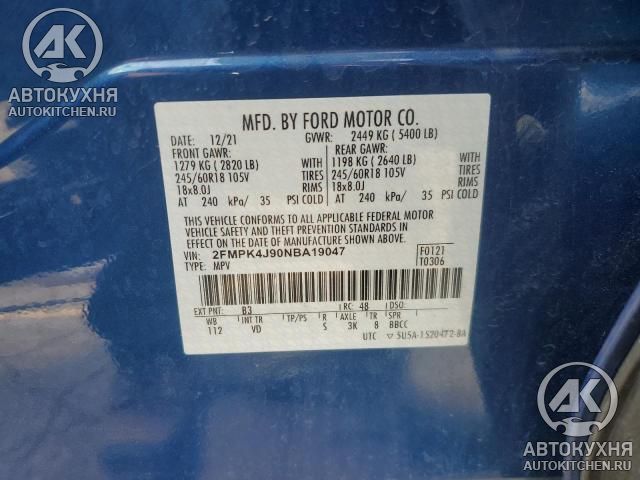 АК
АВТОКУХНЯ
AUTOKITCHEN.RU
MFD. BY FORD MOTOR CO.
DATE: 12/21 GVWR: 2449 KG ( 5400 LB)
FRONT GAWR: REAR GAWR:
1279 KG ( 2820 LB) WITH 1198 KG ( 2640 LB) WITH
245/60R18 105V TIRES 245/60R18 105V TIRES
18x8.0J RIMS 18x8.0J RIMS
AT 240 kPa/ 35 PSI COLD AT 240 kPa/ 35 PSI COLD
THIS VEHICLE CONFORMS TO ALL APPLICABLE FEDERAL MOTOR
VEHICLE SAFETY AND THEFT PREVENTION STANDARDS IN
EFFECT ON THE DATE OF MANUFACTURE SHOWN ABOVE.
VIN: 2FMPK4J90NBA19047 F0121
TYPE: MPV T0306
EXT PNT: B3 RC: 48 DSO:
WB INT TR TP/PS R AXLE TR SPR
112 VD S 3K 8 BBCC
UTC ▽ 5U5A-1520472-BA
АК
АВТОКУХНЯ
AUTOKITCHEN.RU